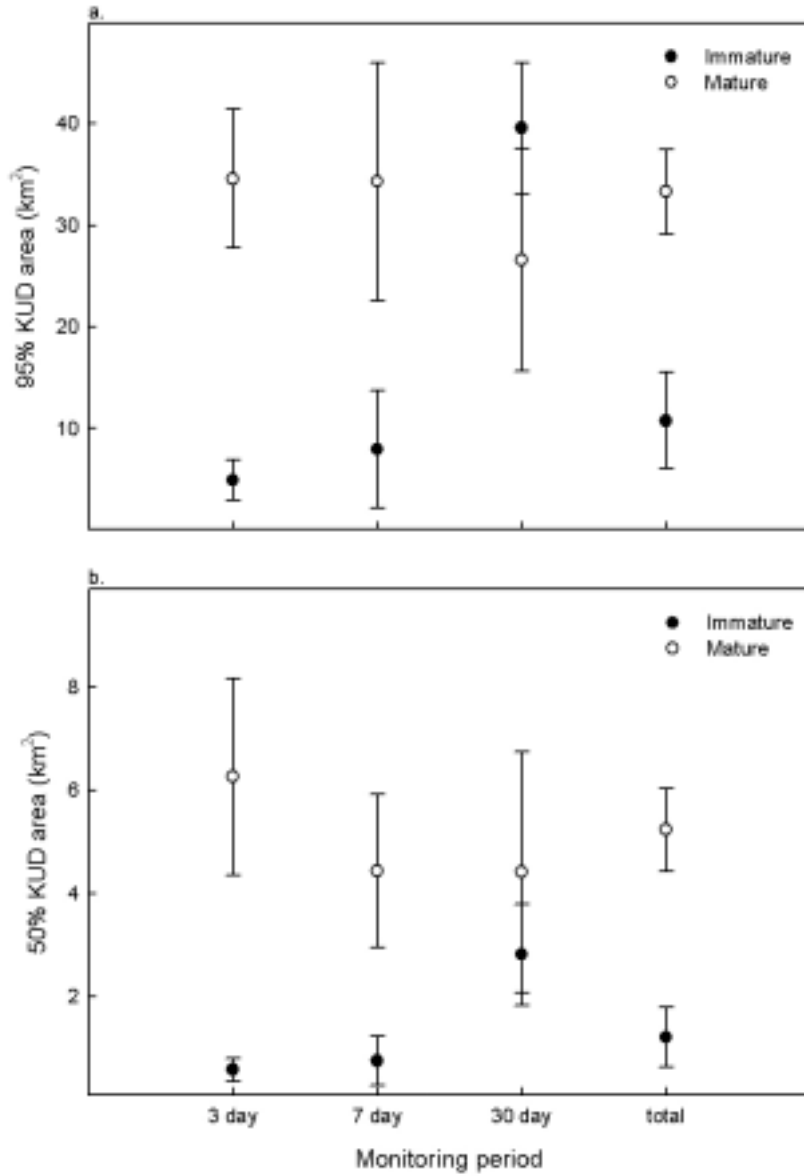 a.
Immature
Mature
40
30
20
10
95% KUD area (km²)
b.
Immature
Mature
8
6
4
2
50% KUD area (km²)
3 day 7 day 30 day total
Monitoring period